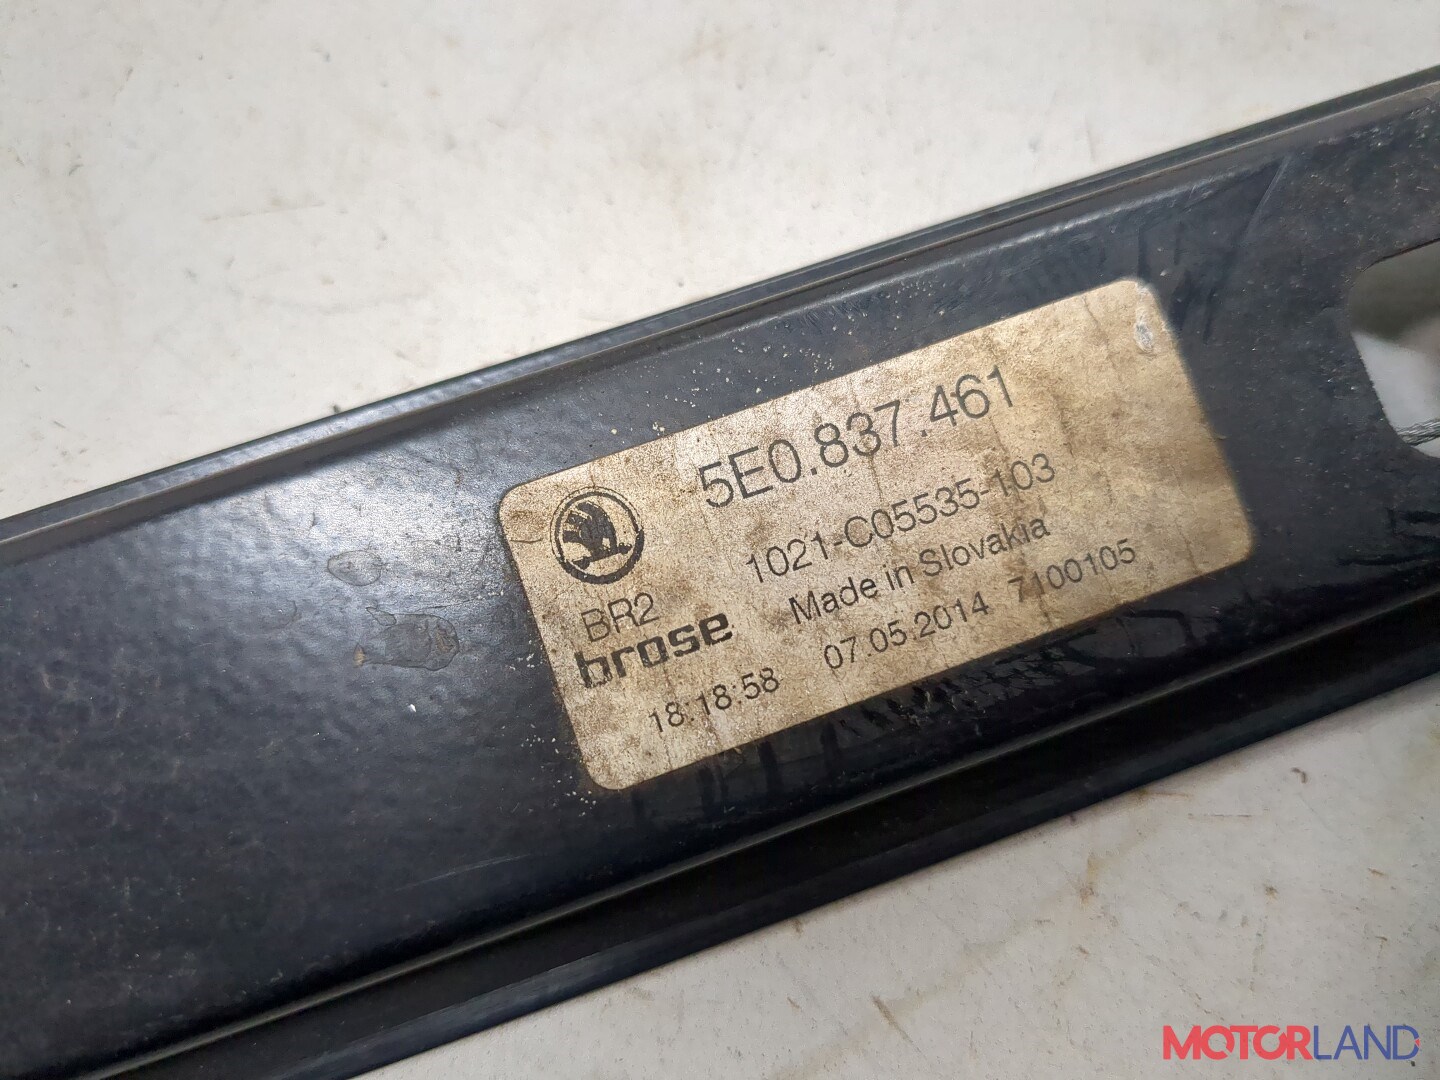 5E0.837.461
1021-C05535-103
BR2
Made in Slovakia
brose
18:18:58 07.05.2014 7100105
MOTORLAND